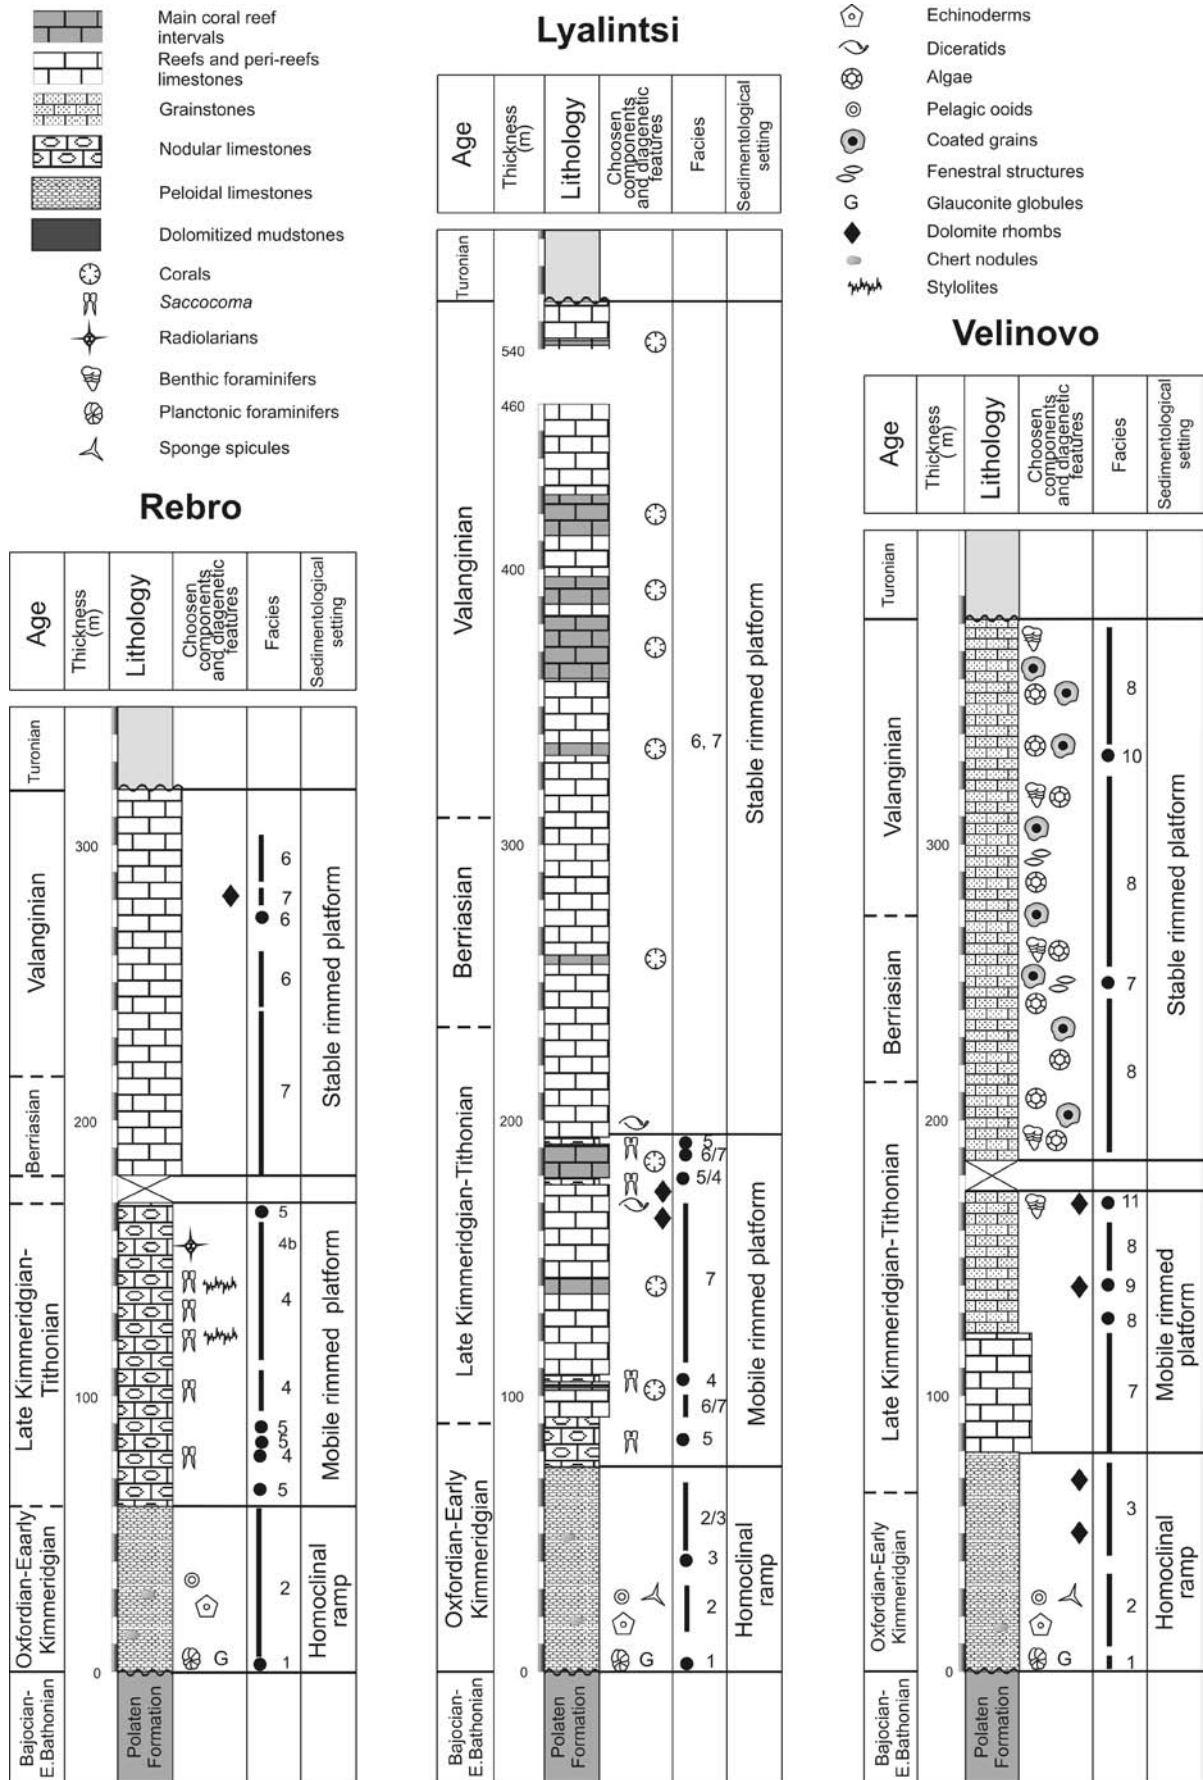 Main coral reef
intervals
Reefs and peri-reefs
limestones
Grainstones
Nodular limestones
Peloidal limestones
Dolomitized mudstones
Corals
Saccocoma
Radiolarians
Benthic foraminifers
Planctonic foraminifers
Sponge spicules
Echinoderms
Diceratids
Algae
Pelagic ooids
Coated grains
Fenestral structures
G Glauconite globules
Dolomite rhombs
Chert nodules
Stylolites
Rebro
Age
Thickness
(m)
Lithology
Choosen
components
and diagenetic
features
Facies
Sedimentological
setting
Turonian
Valanginian
Berriasian
Late Kimmeridgian-
Tithonian
Oxfordian-Eaarly
Kimmeridgian
Bajocian-
E.Bathonian
300
200
100
0
Polaten
Formation
G
6
7
6
6
7
5
4b
4
4
5
5
4
5
2
1
Stable rimmed platform
Mobile rimmed platform
Homoclinal
ramp
Lyalintsi
Age
Thickness
(m)
Lithology
Choosen
components
and diagenetic
features
Facies
Sedimentological
setting
Turonian
Valanginian
Berriasian
Late Kimmeridgian-Tithonian
Oxfordian-Early
Kimmeridgian
Bajocian-
E.Bathonian
540
460
400
300
200
100
0
Polaten
Formation
G
6, 7
5
6/7
5/4
7
4
6/7
5
2/3
3
2
1
Stable rimmed platform
Mobile rimmed platform
Homoclinal
ramp
Velinovo
Age
Thickness
(m)
Lithology
Choosen
components
and diagenetic
features
Facies
Sedimentological
setting
Turonian
Valanginian
Berriasian
Late Kimmeridgian-Tithonian
Oxfordian-Early
Kimmeridgian
Bajocian-
E.Bathonian
300
200
100
0
Polaten
Formation
G
8
10
8
7
8
11
8
9
8
7
3
2
1
Stable rimmed platform
Mobile rimmed
platform
Homoclinal
ramp